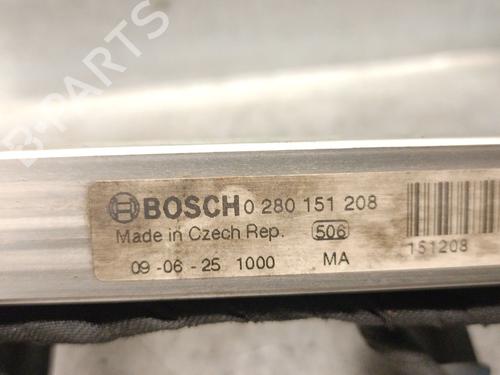 B-PARTS
BOSCH 0 280 151 208
Made in Czech Rep. 506
09-06-25 1000 MA
151208